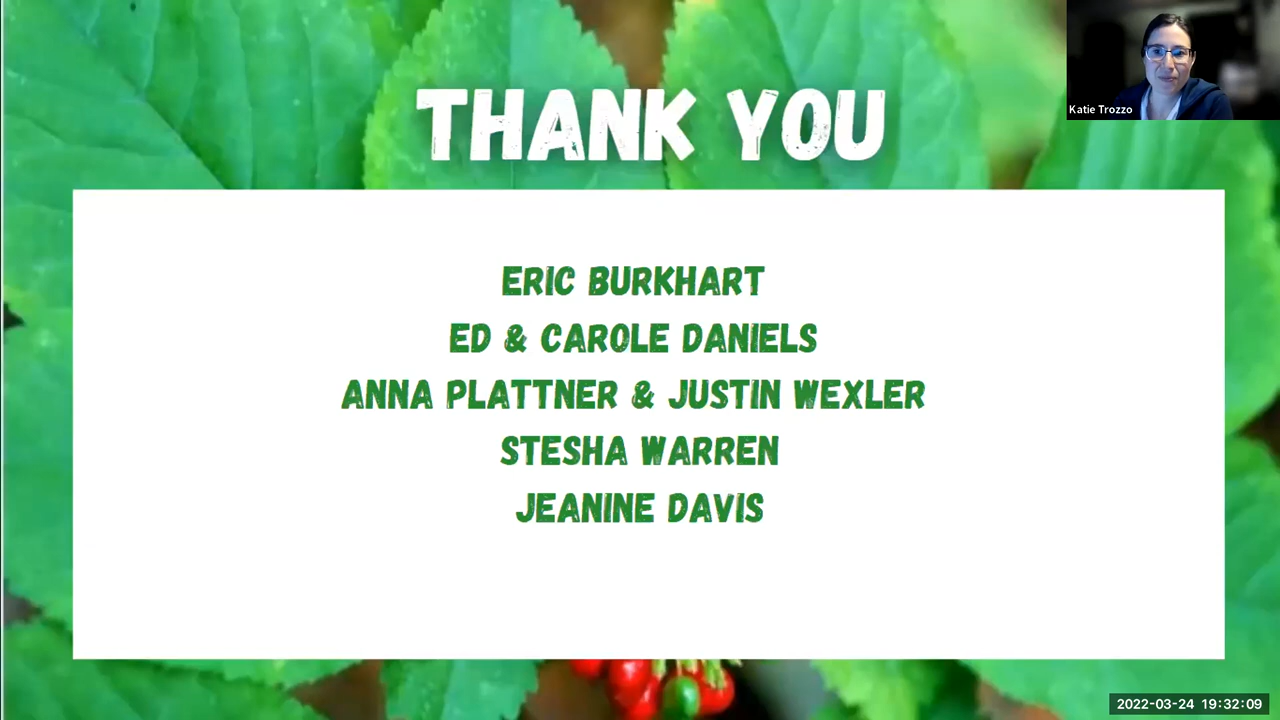 THANK YOU
Katie Trozzo
ERIC BURKHART
ED & CAROLE DANIELS
ANNA PLATTNER & JUSTIN WEXLER
STESHA WARREN
JEANINE DAVIS
2022-03-24 19:32:09